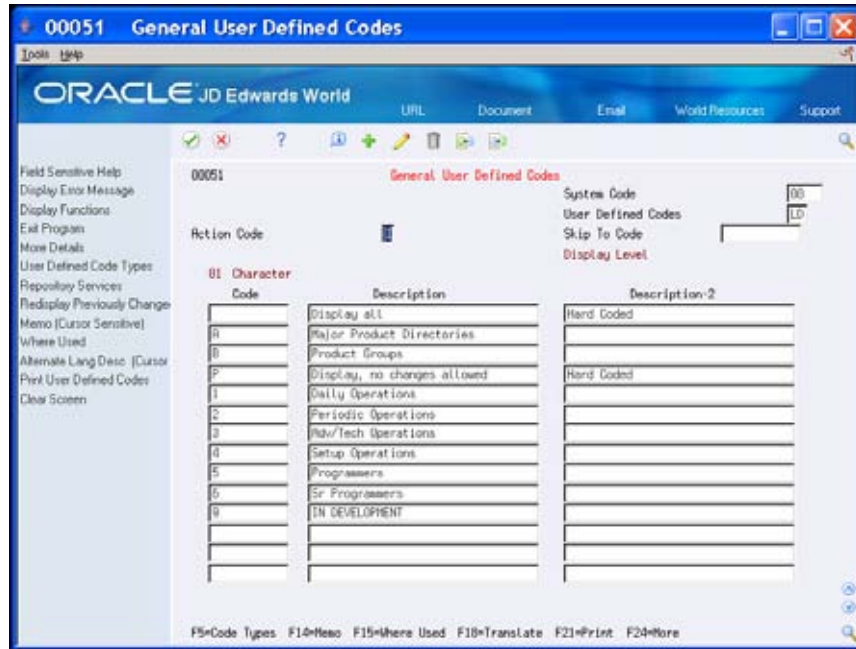 00051 General User Defined Codes
Tools Help
ORACLE JD Edwards World
URL Document Email World Resources Support
Field Sensitive Help
Display Error Message
Display Functions
Exit Program
More Details
User Defined Code Types
Repository Services
Redisplay Previously Change
Memo (Cursor Sensitive)
Where Used
Alternate Lang Desc (Cursor
Print User Defined Codes
Clear Screen
00051 General User Defined Codes
System Code 00
User Defined Codes LD
Action Code I Skip To Code
Display Level
01 Character
Code Description Description-2
Display all Hard Coded
A Major Product Directories
B Product Groups
P Display, no changes allowed Hard Coded
1 Daily Operations
2 Periodic Operations
3 Adv/Tech Operations
4 Setup Operations
5 Programmers
6 Sr Programmers
9 IN DEVELOPMENT
F5=Code Types F14=Memo F15=Where Used F18=Translate F21=Print F24=More